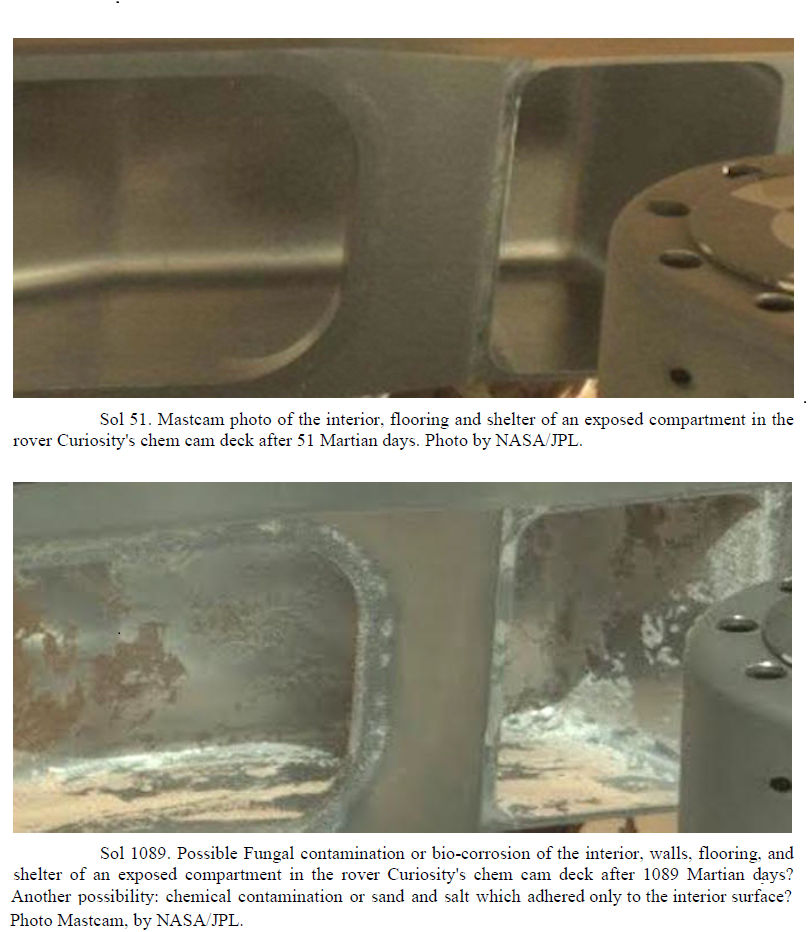 Sol 51. Mastcam photo of the interior, flooring and shelter of an exposed compartment in the
rover Curiosity's chem cam deck after 51 Martian days. Photo by NASA/JPL.
Sol 1089. Possible Fungal contamination or bio-corrosion of the interior, walls, flooring, and
shelter of an exposed compartment in the rover Curiosity's chem cam deck after 1089 Martian days?
Another possibility: chemical contamination or sand and salt which adhered only to the interior surface?
Photo Mastcam, by NASA/JPL.